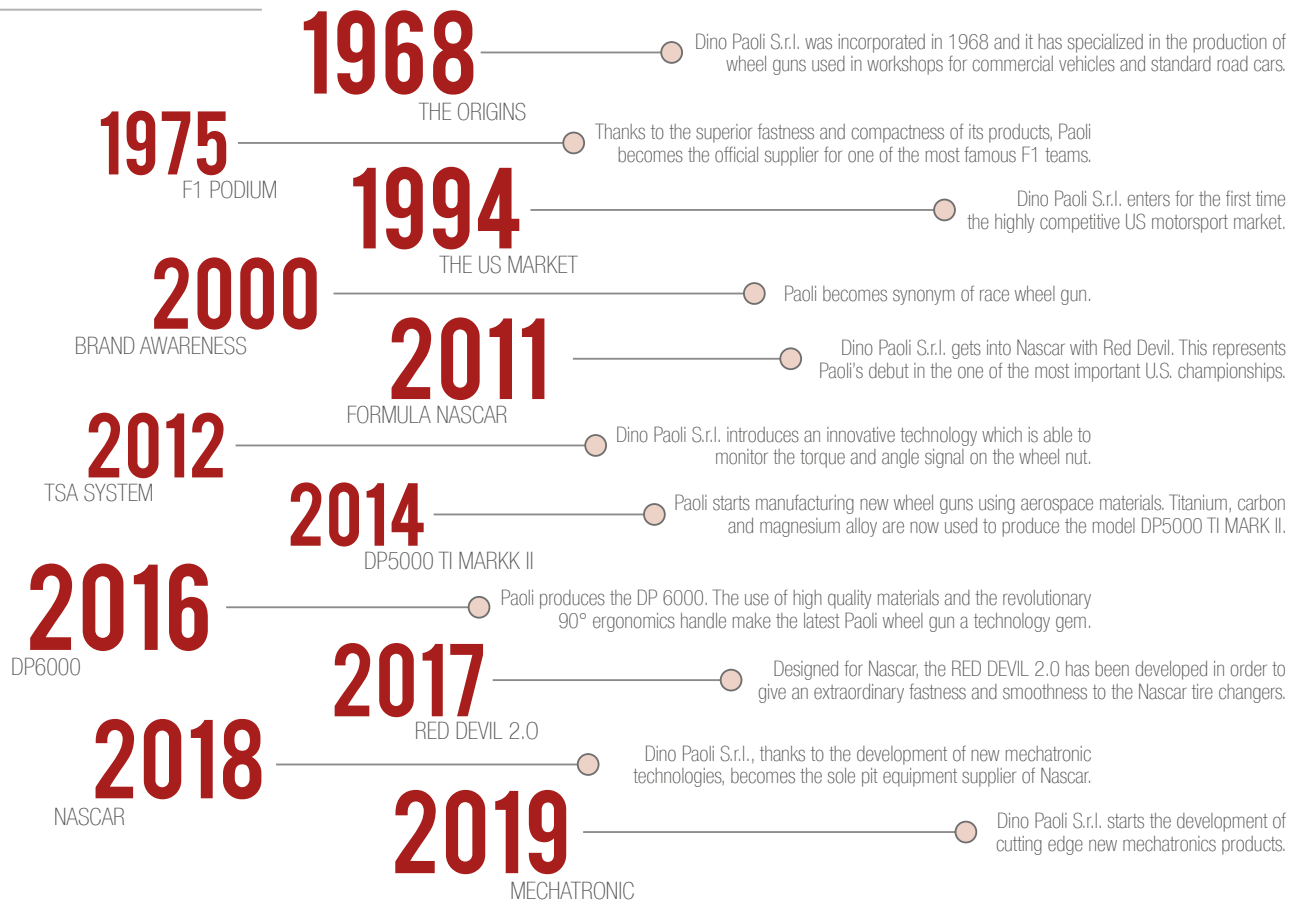 1968
THE ORIGINS
Dino Paoli S.r.l. was incorporated in 1968 and it has specialized in the production of
wheel guns used in workshops for commercial vehicles and standard road cars.
1975
F1 PODIUM
Thanks to the superior fastness and compactness of its products, Paoli
becomes the official supplier for one of the most famous F1 teams.
1994
THE US MARKET
Dino Paoli S.r.l. enters for the first time
the highly competitive US motorsport market.
2000
BRAND AWARENESS
Paoli becomes synonym of race wheel gun.
2011
FORMULA NASCAR
Dino Paoli S.r.l. gets into Nascar with Red Devil. This represents
Paoli's debut in the one of the most important U.S. championships.
2012
TSA SYSTEM
Dino Paoli S.r.l. introduces an innovative technology which is able to
monitor the torque and angle signal on the wheel nut.
2014
DP5000 TI MARKK II
Paoli starts manufacturing new wheel guns using aerospace materials. Titanium, carbon
and magnesium alloy are now used to produce the model DP5000 TI MARK II.
2016
DP6000
Paoli produces the DP 6000. The use of high quality materials and the revolutionary
90° ergonomics handle make the latest Paoli wheel gun a technology gem.
2017
RED DEVIL 2.0
Designed for Nascar, the RED DEVIL 2.0 has been developed in order to
give an extraordinary fastness and smoothness to the Nascar tire changers.
2018
NASCAR
Dino Paoli S.r.l., thanks to the development of new mechatronic
technologies, becomes the sole pit equipment supplier of Nascar.
2019
MECHATRONIC
Dino Paoli S.r.l. starts the development of
cutting edge new mechatronics products.